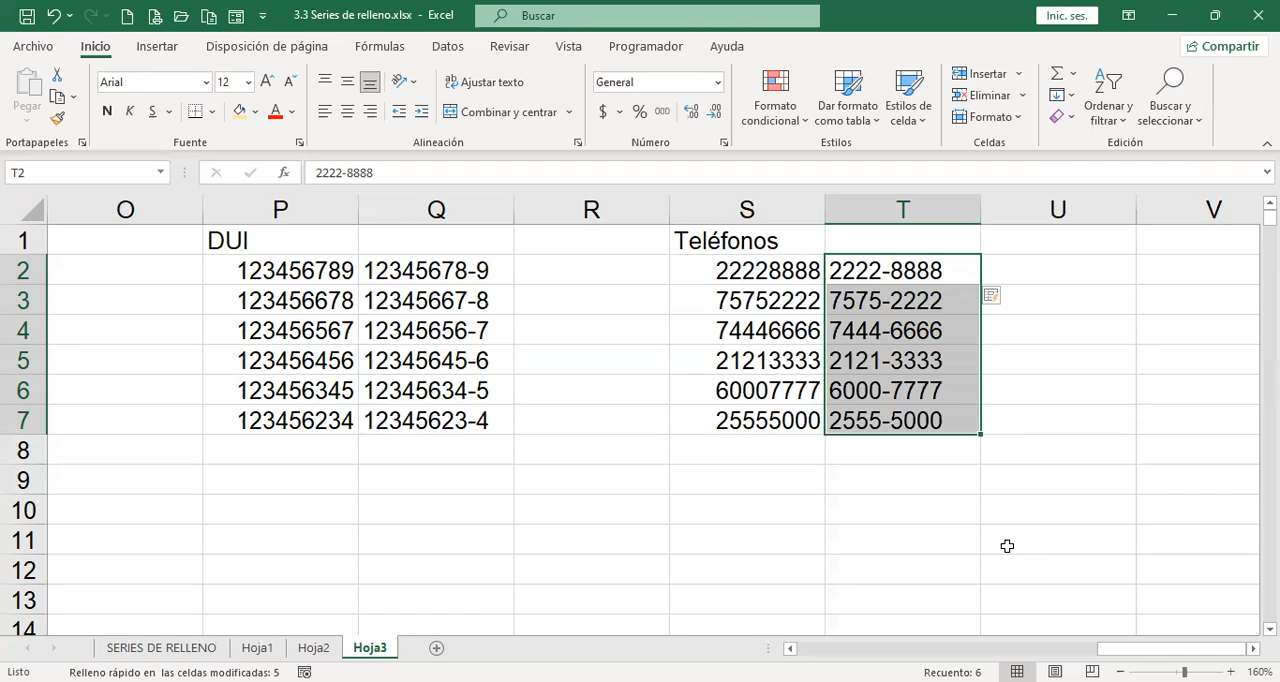 3.3 Series de relleno.xlsx - Excel
Buscar
Inic. ses.
Archivo Inicio Insertar Disposición de página Fórmulas Datos Revisar Vista Programador Ayuda
Compartir
Pegar
Portapapeles
Arial 12
N K S
Fuente
Ajustar texto
Combinar y centrar
Alineación
General
$ % 000
Número
Formato condicional
Dar formato como tabla
Estilos de celda
Estilos
Insertar
Eliminar
Formato
Celdas
Ordenar y filtrar
Buscar y seleccionar
Edición
T2
fx 2222-8888
O P Q R S T U V
1 DUI Teléfonos
2 123456789 12345678-9 22228888 2222-8888
3 123456678 12345667-8 75752222 7575-2222
4 123456567 12345656-7 74446666 7444-6666
5 123456456 12345645-6 21213333 2121-3333
6 123456345 12345634-5 60007777 6000-7777
7 123456234 12345623-4 25555000 2555-5000
8
9
10
11
12
13
14
SERIES DE RELLENO Hoja1 Hoja2 Hoja3
Listo Relleno rápido en las celdas modificadas: 5 Recuento: 6 160%